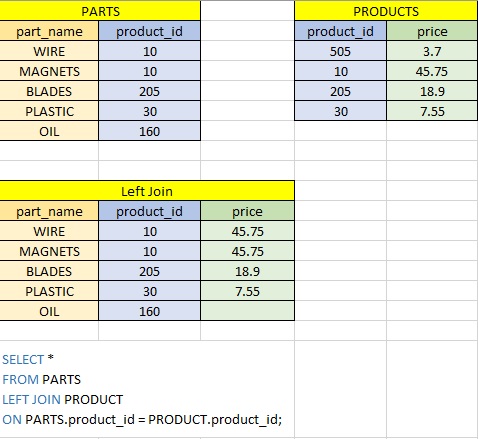 PARTS
part_name product_id
WIRE 10
MAGNETS 10
BLADES 205
PLASTIC 30
OIL 160
PRODUCTS
product_id price
505 3.7
10 45.75
205 18.9
30 7.55
Left Join
part_name product_id price
WIRE 10 45.75
MAGNETS 10 45.75
BLADES 205 18.9
PLASTIC 30 7.55
OIL 160
SELECT *
FROM PARTS
LEFT JOIN PRODUCT
ON PARTS.product_id = PRODUCT.product_id;